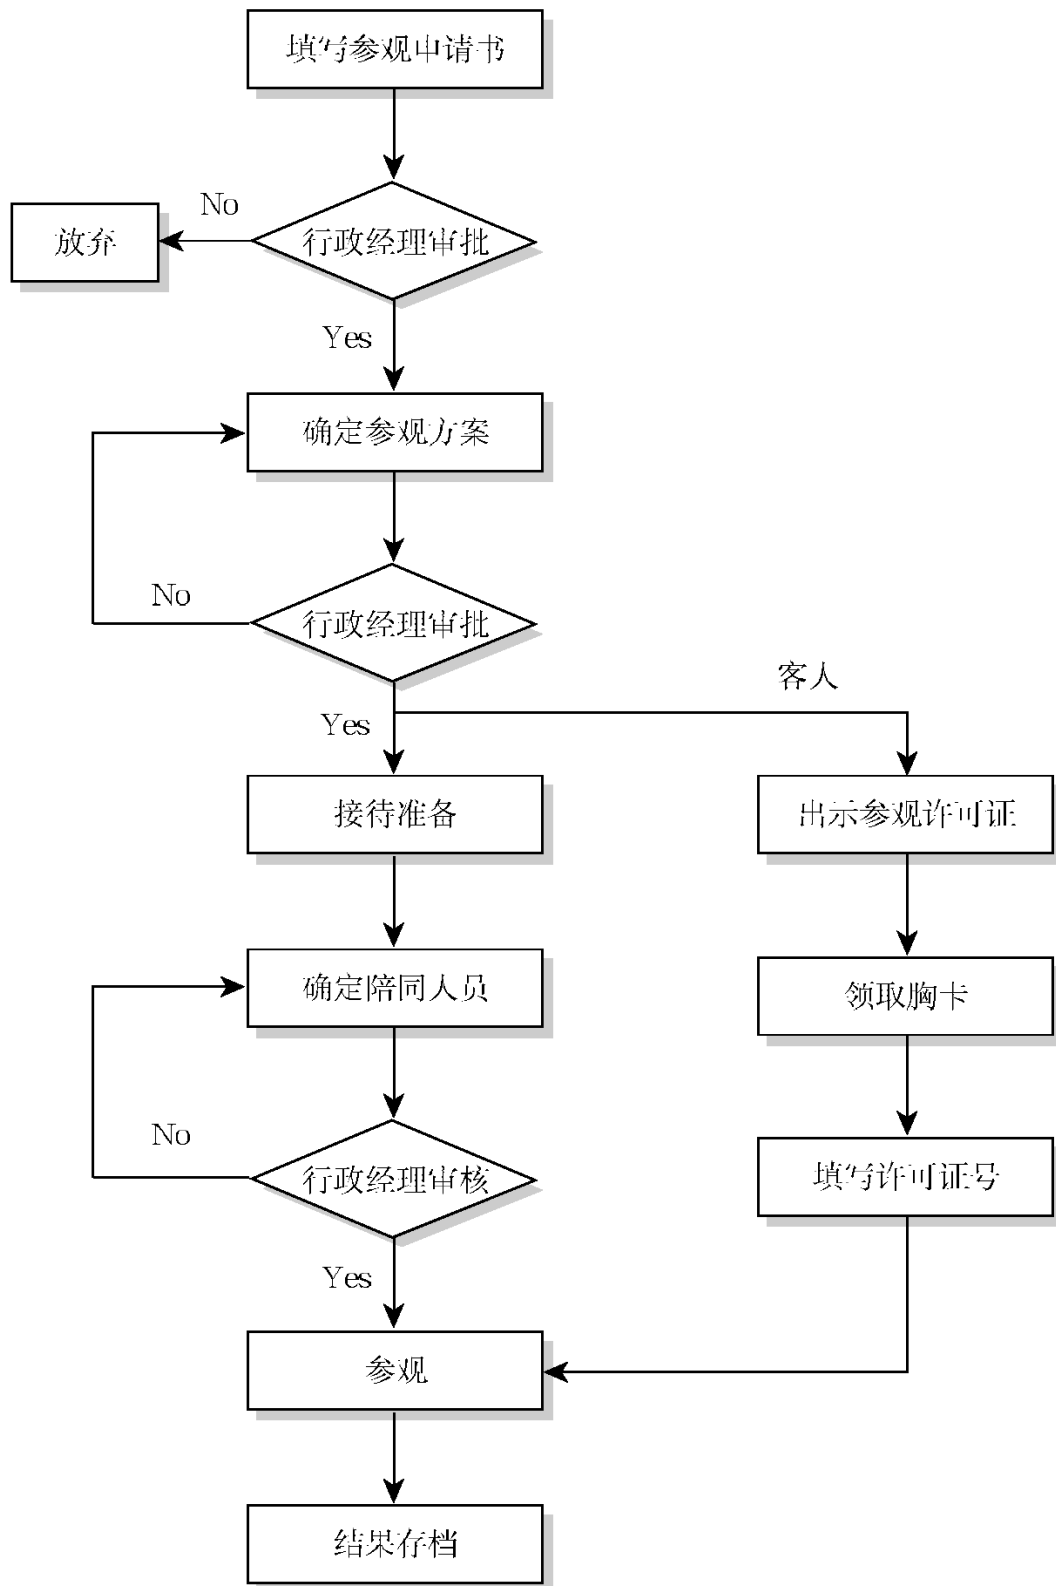 填写参观申请书
No
放弃
行政经理审批
Yes
确定参观方案
No
行政经理审批
客人
Yes
接待准备
出示参观许可证
确定陪同人员
领取胸卡
No
行政经理审核
填写许可证号
Yes
参观
结果存档